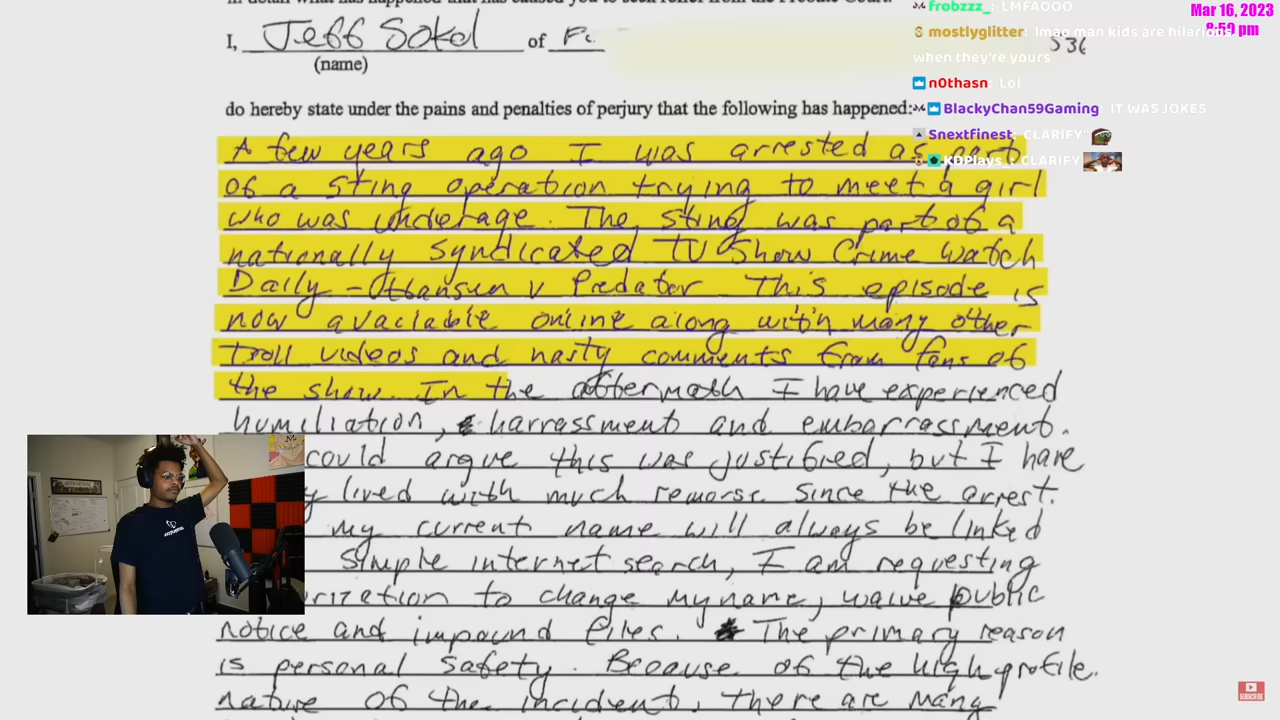 in detail what has happened that has caused you to seek relief from the Probate Court.
I, Jeff Sokol of
(name)
536
do hereby state under the pains and penalties of perjury that the following has happened:
A few years ago I was arrested as part
of a sting operation trying to meet a girl
who was underage. The sting was part of a
nationally syndicated TV show Crime Watch
Daily - Hansen v Predator This episode is
now available online along with many other
troll videos and nasty comments from fans of
the show. In the aftermath I have experienced
humiliation, harrassment and embarrassment.
could argue this was justified, but I have
lived with much remorse since the arrest.
my current name will always be linked
simple internet search, I am requesting
to change my name, waive public
notice and impound files. The primary reason
is personal safety. Because of the high profile
nature of the incident, there are many
Mar 16, 2023
8:59 pm
frobzzz_: LMFAOOO
mostlyglitter: lmao man kids are hilarious
when they're yours
n0thasn: Lol
BlackyChan59Gaming: IT WAS JOKES
Snextfinest: CLARIFY"
KDPlays_: CLARIFY
SUBSCRIBE